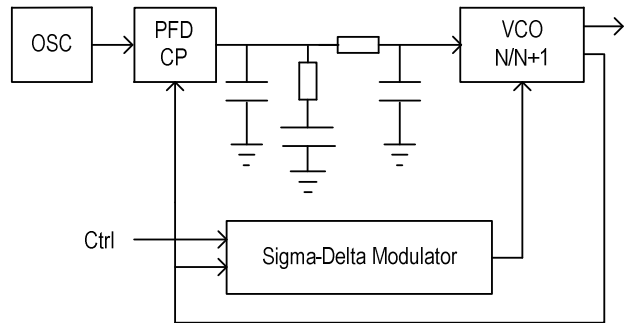 OSC
PFD
CP
VCO
N/N+1
Ctrl
Sigma-Delta Modulator